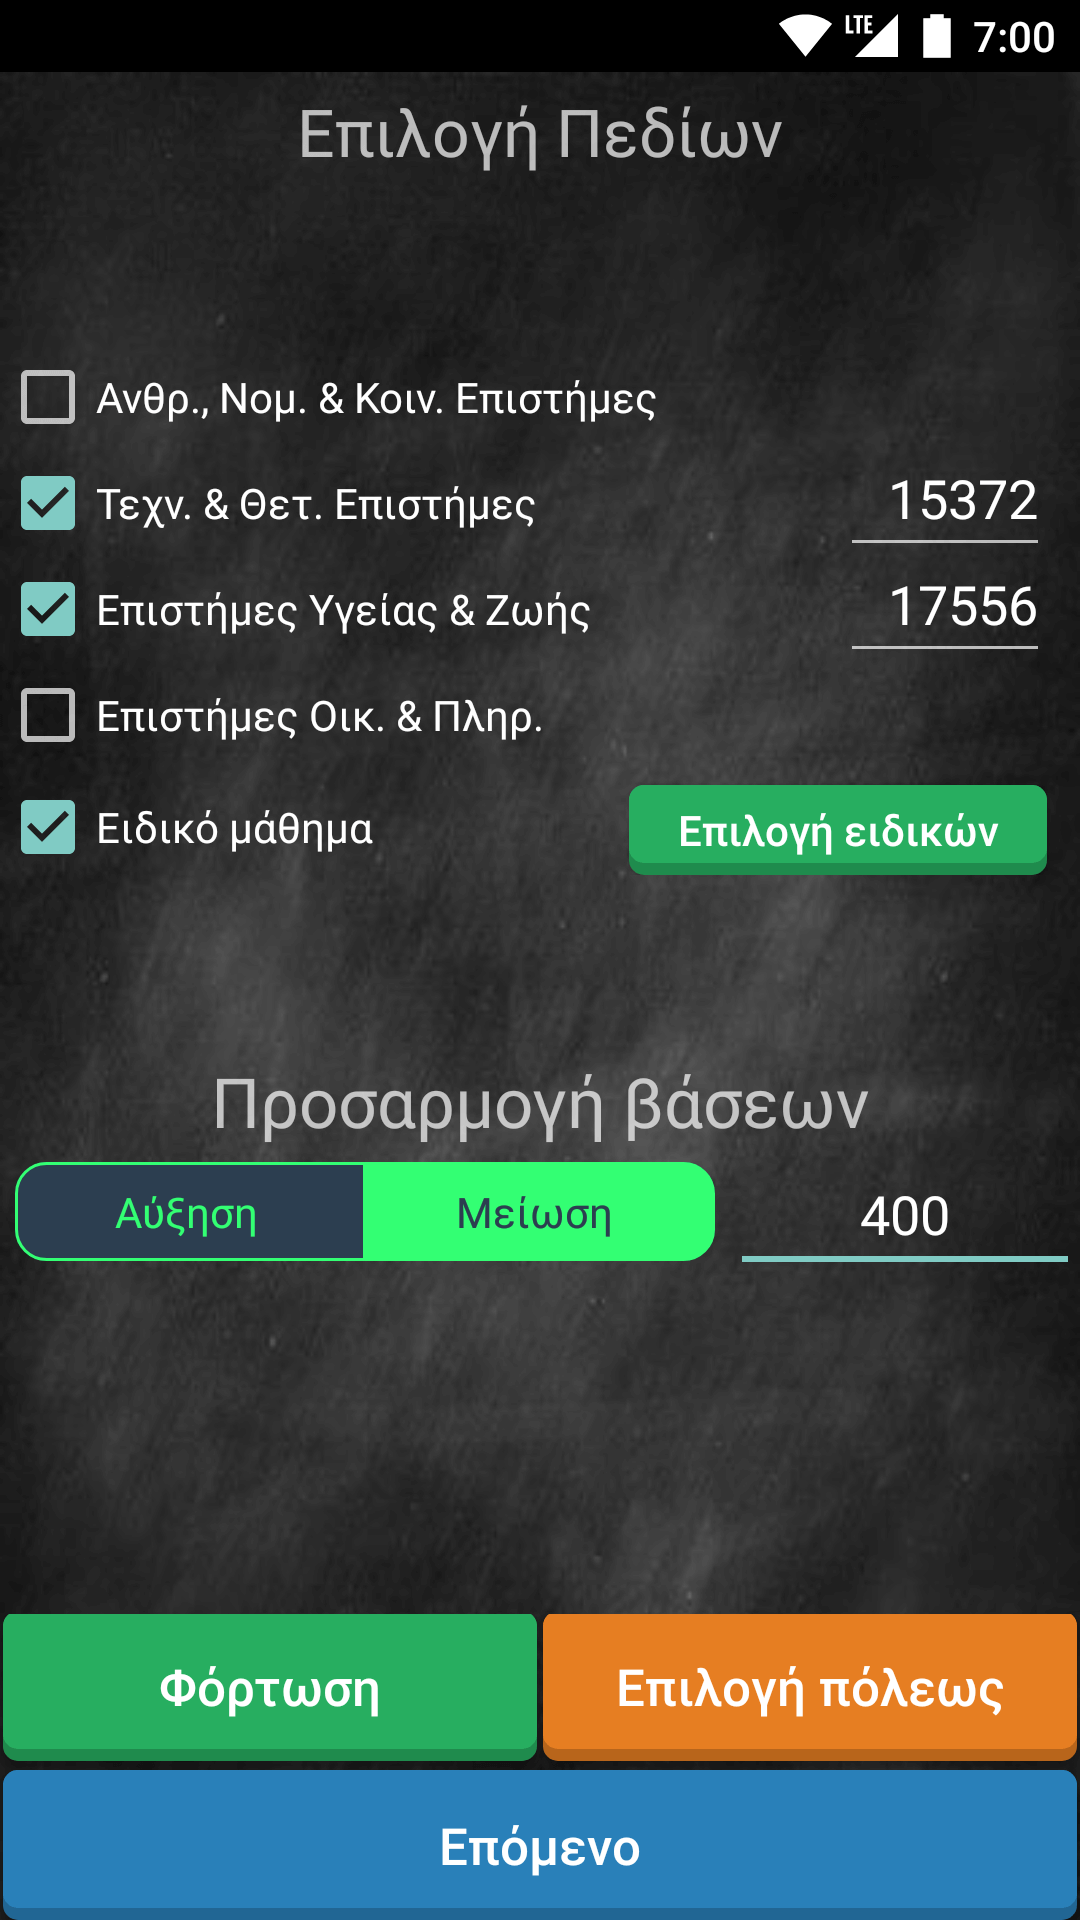 LTE 7:00
Επιλογή Πεδίων
Ανθρ., Νομ. & Κοιν. Επιστήμες
Τεχν. & Θετ. Επιστήμες 15372
Επιστήμες Υγείας & Ζωής 17556
Επιστήμες Οικ. & Πληρ.
Ειδικό μάθημα Επιλογή ειδικών
Προσαρμογή βάσεων
Αύξηση Μείωση 400
Φόρτωση Επιλογή πόλεως
Επόμενο